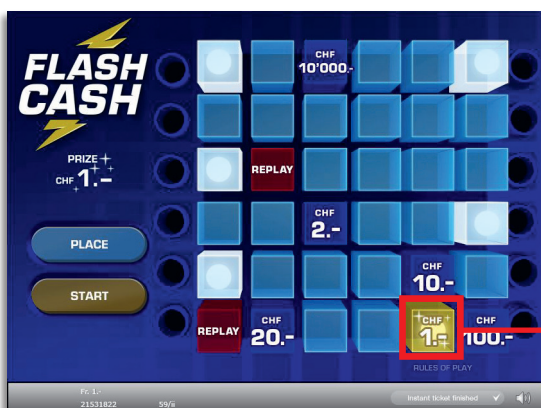 FLASH
CASH
CHF
10'000.-
PRIZE
CHF 1.-
REPLAY
CHF
2.-
PLACE
CHF
10.-
START
REPLAY
CHF
20.-
CHF
1.-
CHF
100.-
RULES OF PLAY
Fr. 1.-
Instant ticket finished
21531822 59/ii